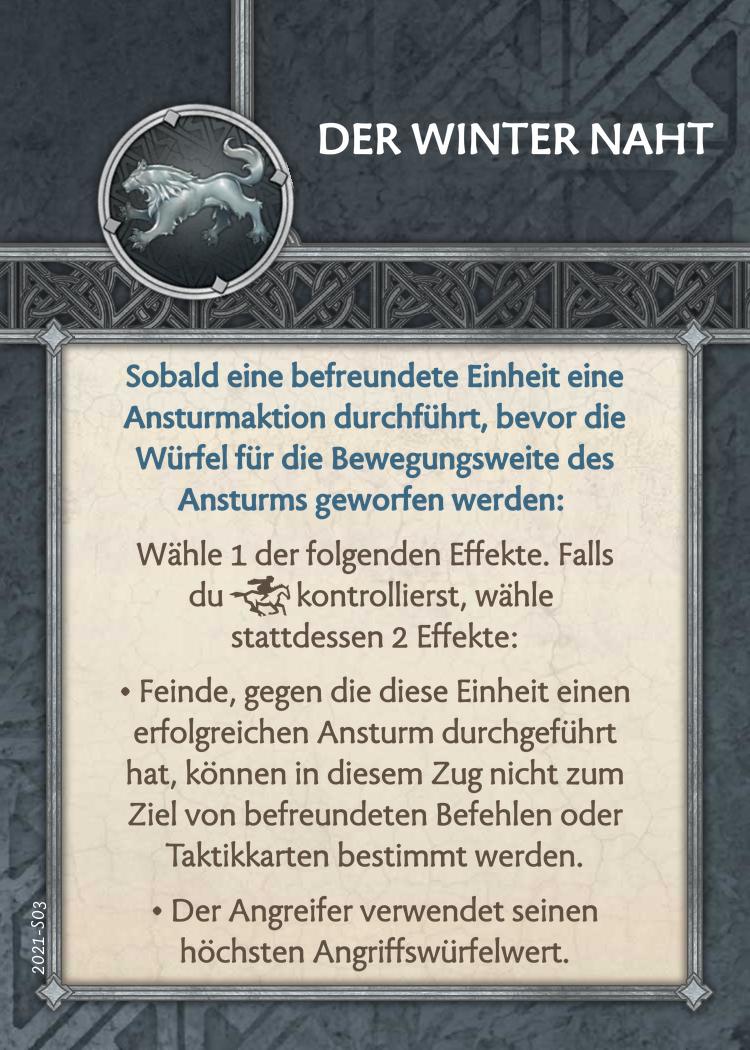 DER WINTER NAHT
Sobald eine befreundete Einheit eine
Ansturmaktion durchführt, bevor die
Würfel für die Bewegungsweite des
Ansturms geworfen werden:
Wähle 1 der folgenden Effekte. Falls
du kontrollierst, wähle
stattdessen 2 Effekte:
• Feinde, gegen die diese Einheit einen
erfolgreichen Ansturm durchgeführt
hat, können in diesem Zug nicht zum
Ziel von befreundeten Befehlen oder
Taktikkarten bestimmt werden.
• Der Angreifer verwendet seinen
höchsten Angriffswürfelwert.
2021-S03